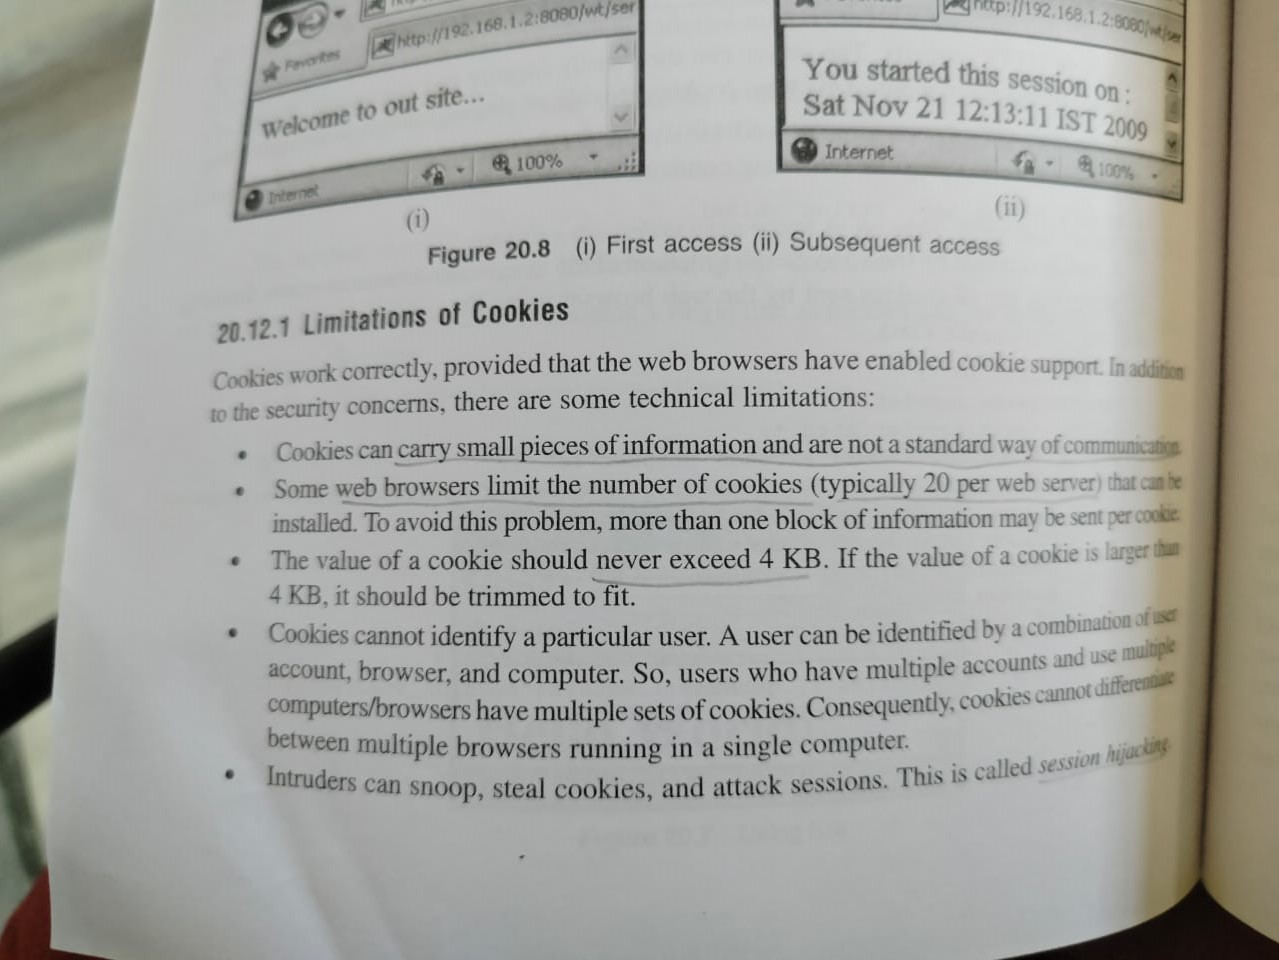 http://192.168.1.2:8080/wt/ser
Favorites
Welcome to out site...
Internet
100%
(i)
http://192.168.1.2:8080/wt/ser
You started this session on :
Sat Nov 21 12:13:11 IST 2009
Internet
100%
(ii)
Figure 20.8 (i) First access (ii) Subsequent access
20.12.1 Limitations of Cookies
Cookies work correctly, provided that the web browsers have enabled cookie support. In addition
to the security concerns, there are some technical limitations:
• Cookies can carry small pieces of information and are not a standard way of communication.
• Some web browsers limit the number of cookies (typically 20 per web server) that can be
installed. To avoid this problem, more than one block of information may be sent per cookie.
• The value of a cookie should never exceed 4 KB. If the value of a cookie is larger than
4 KB, it should be trimmed to fit.
• Cookies cannot identify a particular user. A user can be identified by a combination of user
account, browser, and computer. So, users who have multiple accounts and use multiple
computers/browsers have multiple sets of cookies. Consequently, cookies cannot differentiate
between multiple browsers running in a single computer.
• Intruders can snoop, steal cookies, and attack sessions. This is called session hijacking.